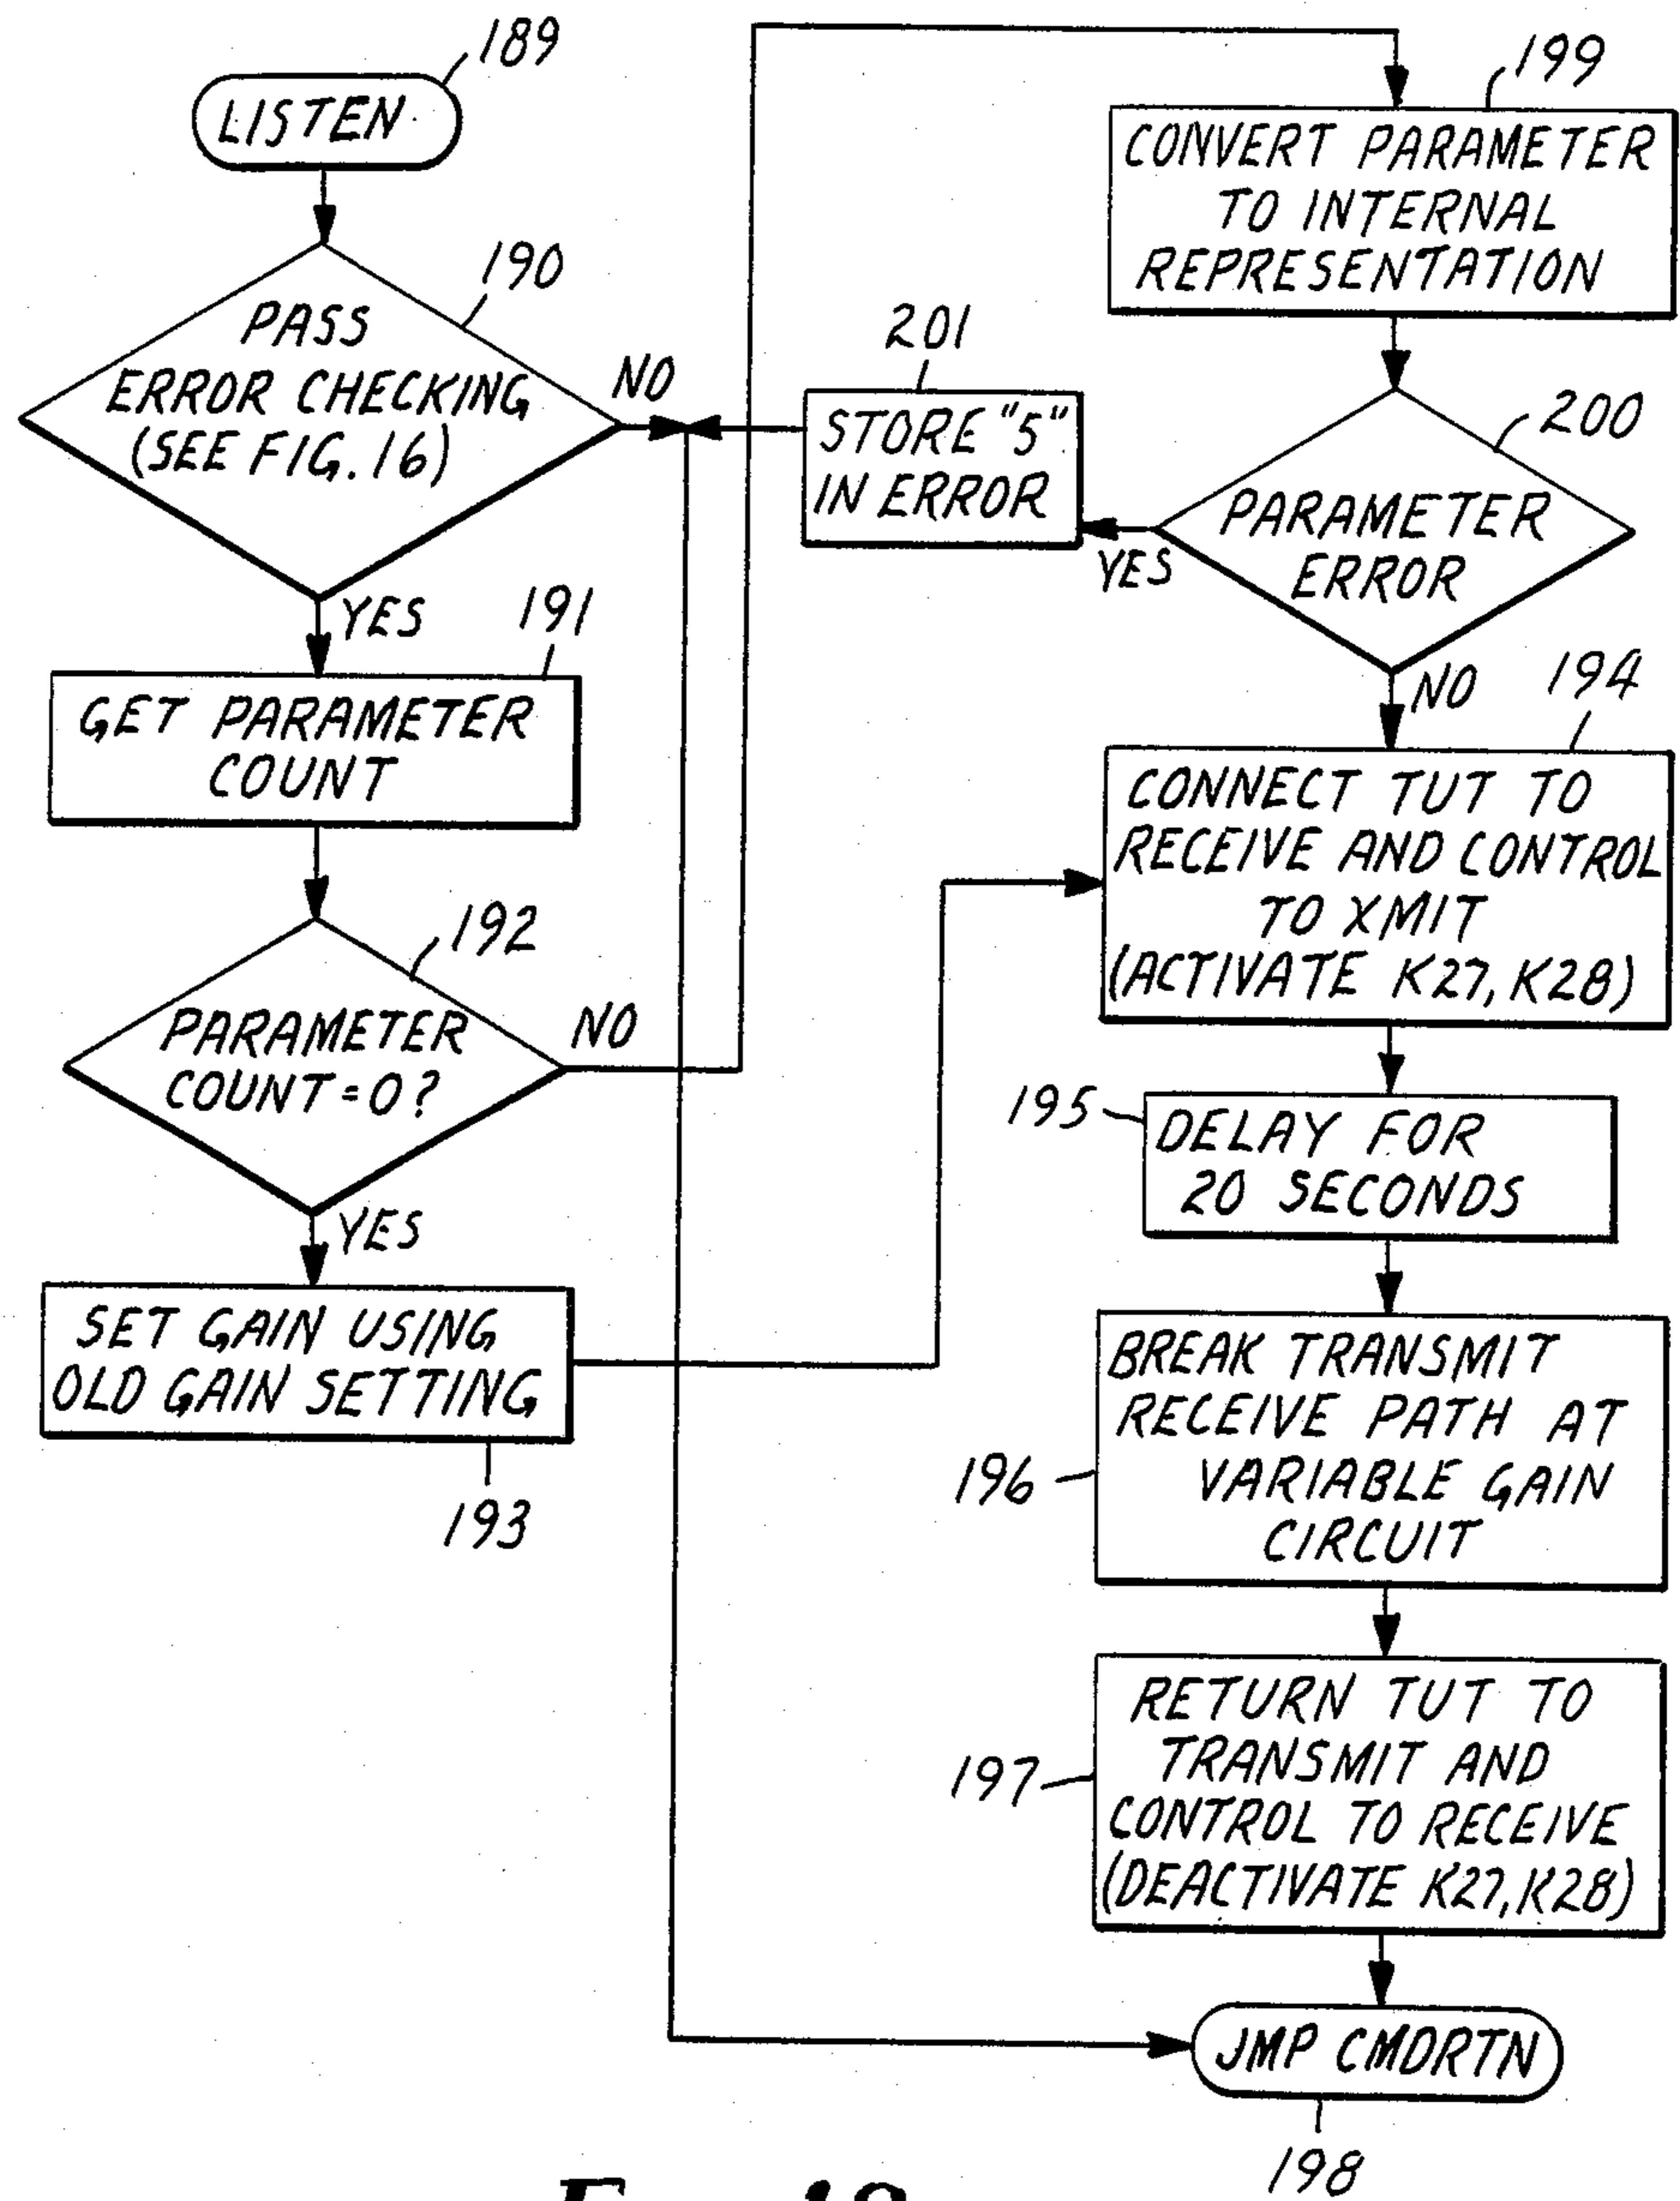 189
LISTEN
190
PASS
ERROR CHECKING
(SEE FIG. 16)
NO
YES
191
GET PARAMETER
COUNT
192
PARAMETER
COUNT=0?
NO
YES
SET GAIN USING
OLD GAIN SETTING
193
199
CONVERT PARAMETER
TO INTERNAL
REPRESENTATION
200
PARAMETER
ERROR
YES
201
STORE "5"
IN ERROR
NO
194
CONNECT TUT TO
RECEIVE AND CONTROL
TO XMIT
(ACTIVATE K27, K28)
195
DELAY FOR
20 SECONDS
196
BREAK TRANSMIT
RECEIVE PATH AT
VARIABLE GAIN
CIRCUIT
197
RETURN TUT TO
TRANSMIT AND
CONTROL TO RECEIVE
(DEACTIVATE K27, K28)
JMP CMDRTN
198